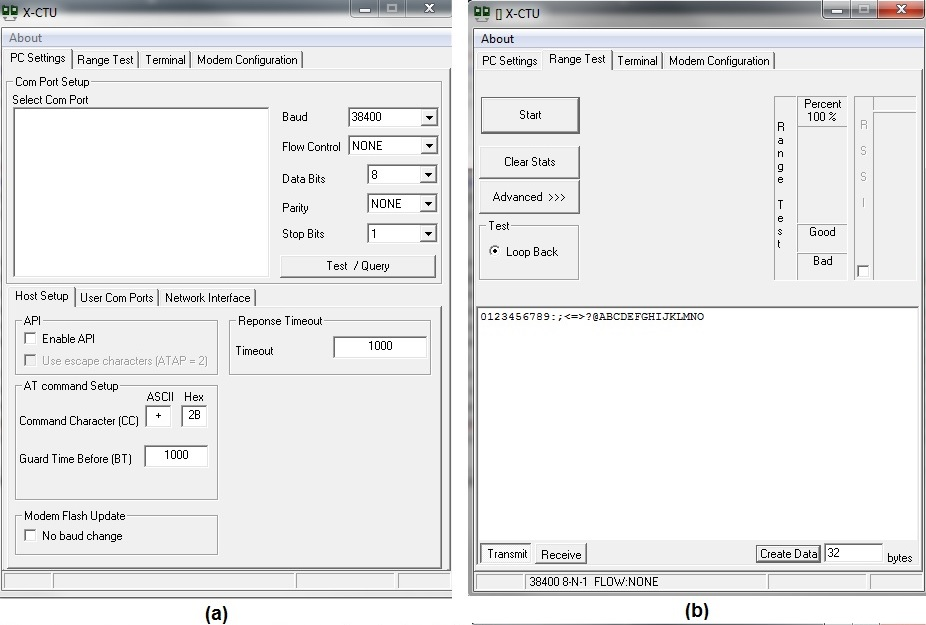 X-CTU
About
PC Settings Range Test Terminal Modem Configuration
Com Port Setup
Select Com Port
Baud 38400
Flow Control NONE
Data Bits 8
Parity NONE
Stop Bits 1
Test / Query
Host Setup User Com Ports Network Interface
API
Enable API
Use escape characters (ATAP = 2)
Reponse Timeout
Timeout 1000
AT command Setup
ASCII Hex
Command Character (CC) + 2B
Guard Time Before (BT) 1000
Modem Flash Update
No baud change
(a)
[] X-CTU
About
PC Settings Range Test Terminal Modem Configuration
Start
Clear Stats
Advanced >>>
Test
Loop Back
Range Test
Percent
100 %
Good
Bad
RSSI
0123456789:;<=>?@ABCDEFGHIJKLMNO
Transmit Receive Create Data 32 bytes
38400 8-N-1 FLOW:NONE
(b)